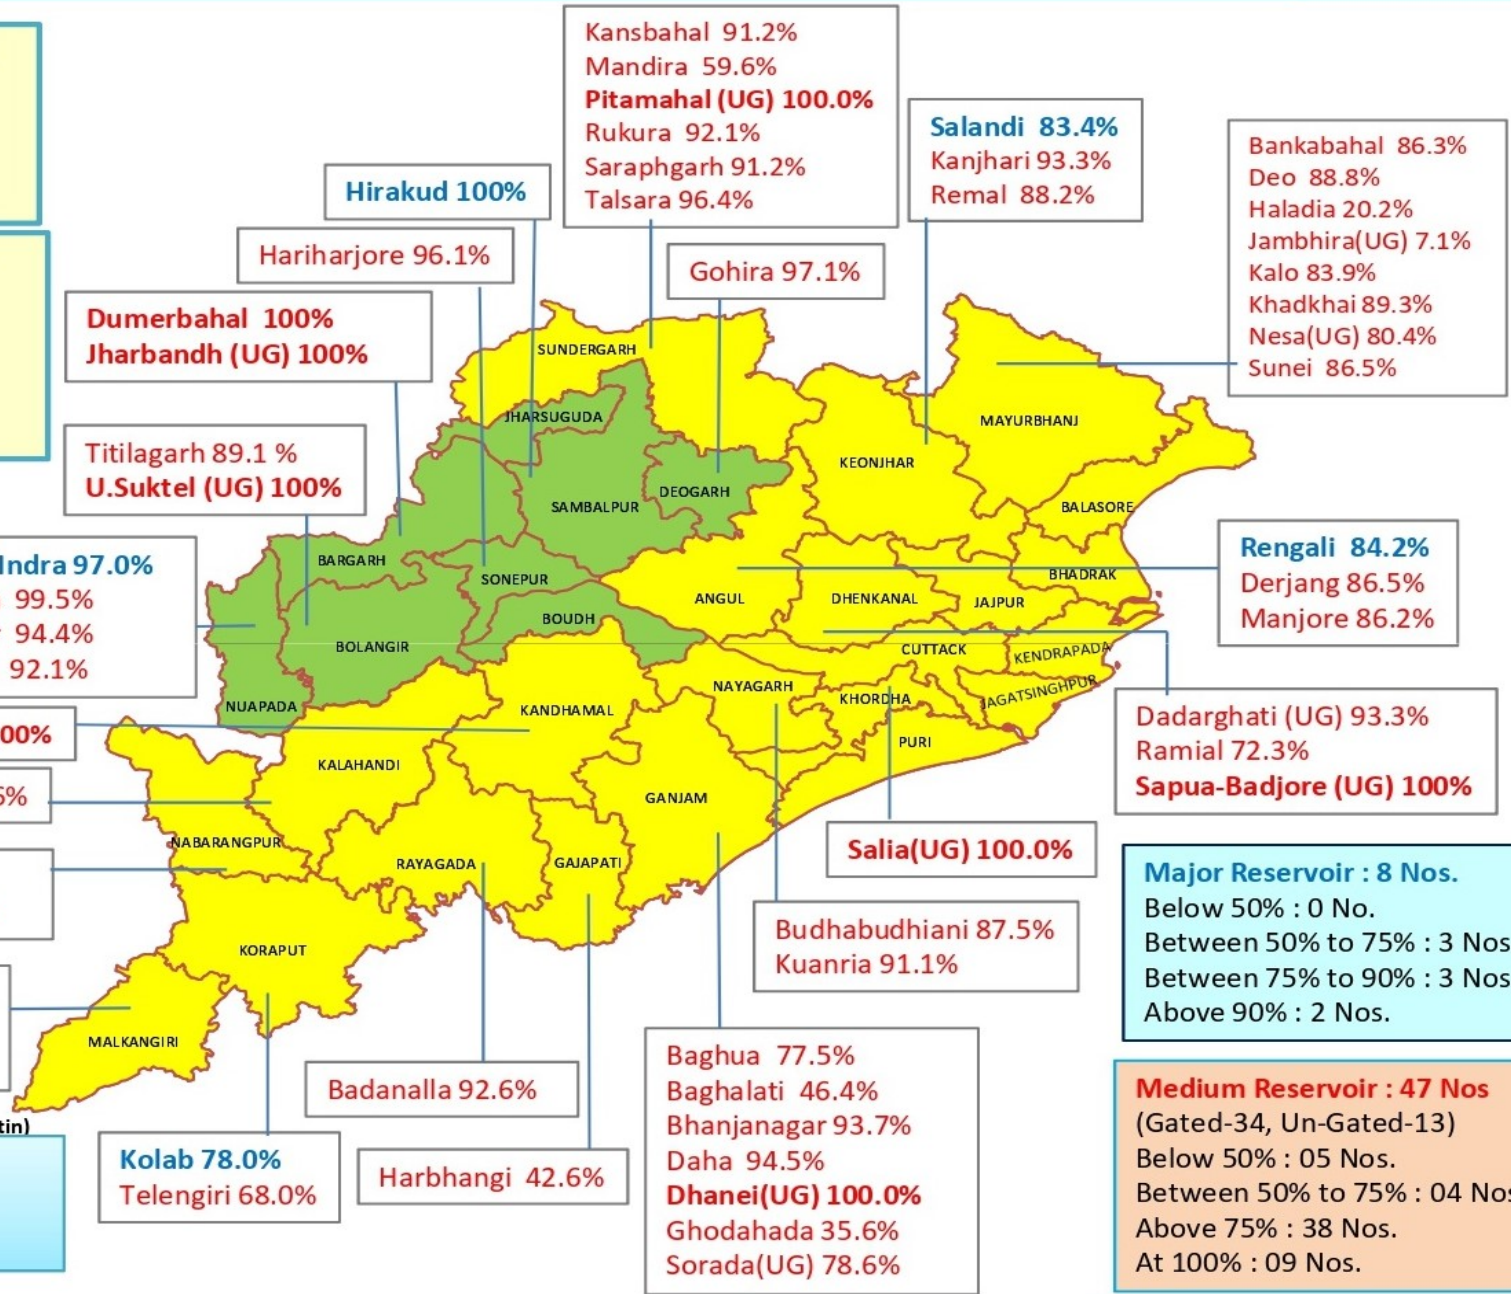 Kansbahal 91.2%
Mandira 59.6%
Pitamahal (UG) 100.0%
Rukura 92.1%
Saraphgarh 91.2%
Talsara 96.4%
Salandi 83.4%
Kanjhari 93.3%
Remal 88.2%
Bankabahal 86.3%
Deo 88.8%
Haladia 20.2%
Jambhira(UG) 7.1%
Kalo 83.9%
Khadkhai 89.3%
Nesa(UG) 80.4%
Sunei 86.5%
Hirakud 100%
Hariharjore 96.1%
Gohira 97.1%
Dumerbahal 100%
Jharbandh (UG) 100%
Titilagarh 89.1 %
U.Suktel (UG) 100%
Indra 97.0%
99.5%
94.4%
92.1%
00%
6%
SUNDERGARH
JHARSUGUDA
SAMBALPUR
DEOGARH
KEONJHAR
MAYURBHANJ
BALASORE
BHADRAK
BARGARH
SONEPUR
BOUDH
BOLANGIR
NUAPADA
ANGUL
DHENKANAL
JAJPUR
CUTTACK
KENDRAPADA
JAGATSINGHPUR
NAYAGARH
KHORDHA
PURI
KANDHAMAL
KALAHANDI
GANJAM
NABARANGPUR
RAYAGADA
GAJAPATI
KORAPUT
MALKANGIRI
Rengali 84.2%
Derjang 86.5%
Manjore 86.2%
Dadarghati (UG) 93.3%
Ramial 72.3%
Sapua-Badjore (UG) 100%
Salia(UG) 100.0%
Budhabudhiani 87.5%
Kuanria 91.1%
Badanalla 92.6%
Harbhangi 42.6%
Kolab 78.0%
Telengiri 68.0%
tin)
Baghua 77.5%
Baghalati 46.4%
Bhanjanagar 93.7%
Daha 94.5%
Dhanei(UG) 100.0%
Ghodahada 35.6%
Sorada(UG) 78.6%
Major Reservoir : 8 Nos.
Below 50% : 0 No.
Between 50% to 75% : 3 Nos
Between 75% to 90% : 3 Nos
Above 90% : 2 Nos.
Medium Reservoir : 47 Nos
(Gated-34, Un-Gated-13)
Below 50% : 05 Nos.
Between 50% to 75% : 04 Nos
Above 75% : 38 Nos.
At 100% : 09 Nos.